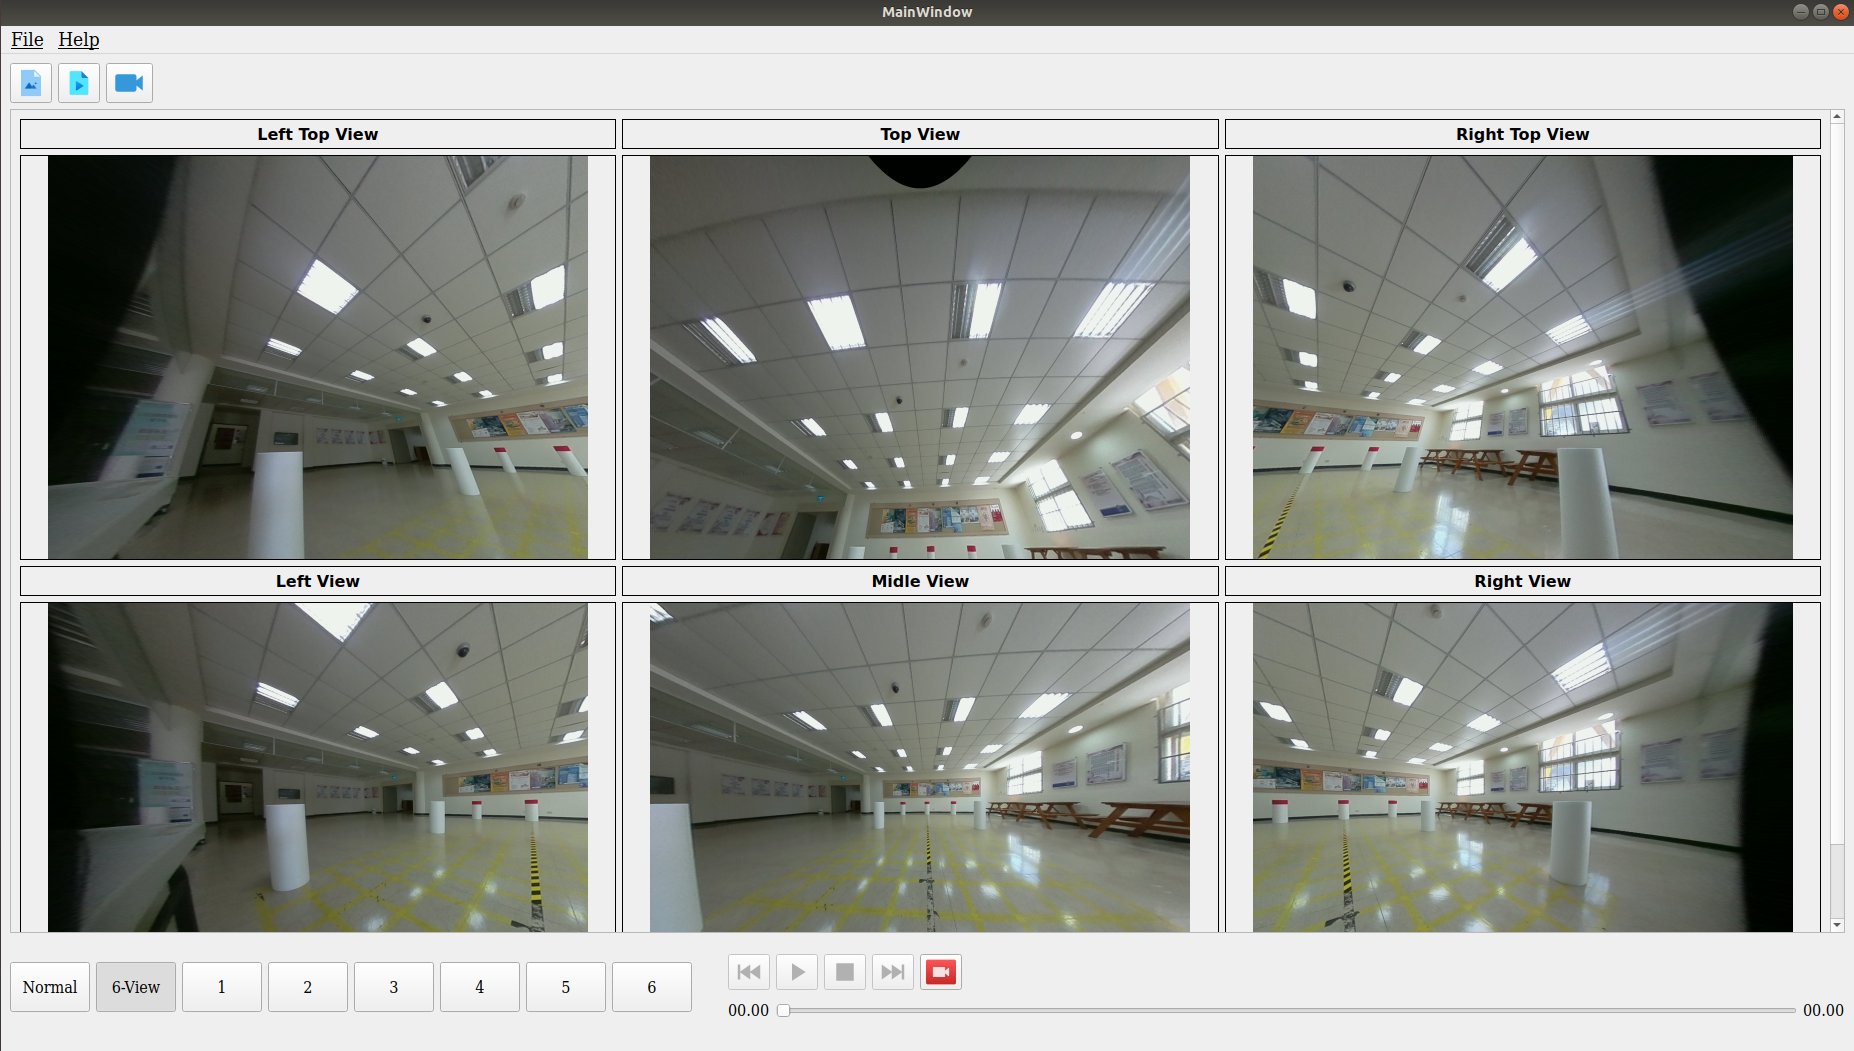 MainWindow
File Help
Left Top View
Top View
Right Top View
Left View
Midle View
Right View
Normal
6-View
1
2
3
4
5
6
00.00
00.00